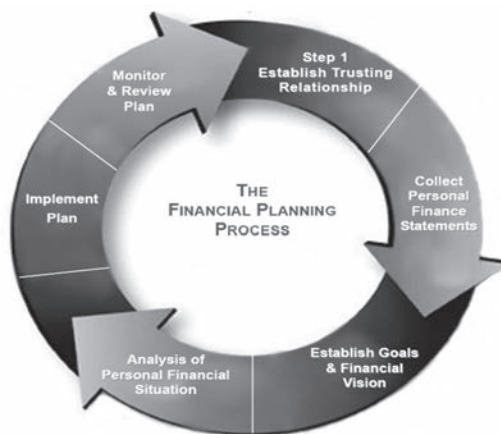 THE
FINANCIAL PLANNING
PROCESS
Step 1
Establish Trusting
Relationship
Collect
Personal
Finance
Statements
Establish Goals
& Financial
Vision
Analysis of
Personal Financial
Situation
Implement
Plan
Monitor
& Review
Plan